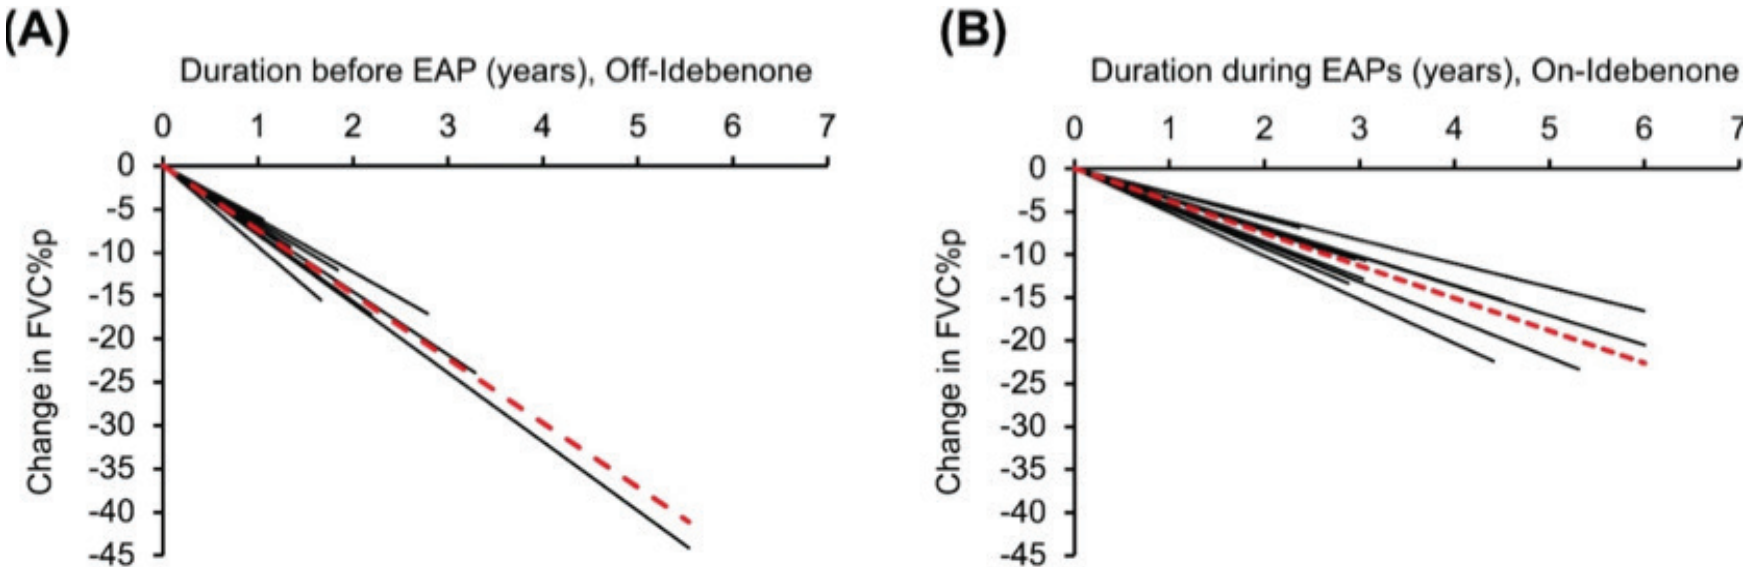 (A)
Duration before EAP (years), Off-Idebenone
0 1 2 3 4 5 6 7
0
-5
-10
-15
-20
-25
-30
-35
-40
-45
Change in FVC%p
(B)
Duration during EAPs (years), On-Idebenone
0 1 2 3 4 5 6 7
0
-5
-10
-15
-20
-25
-30
-35
-40
-45
Change in FVC%p